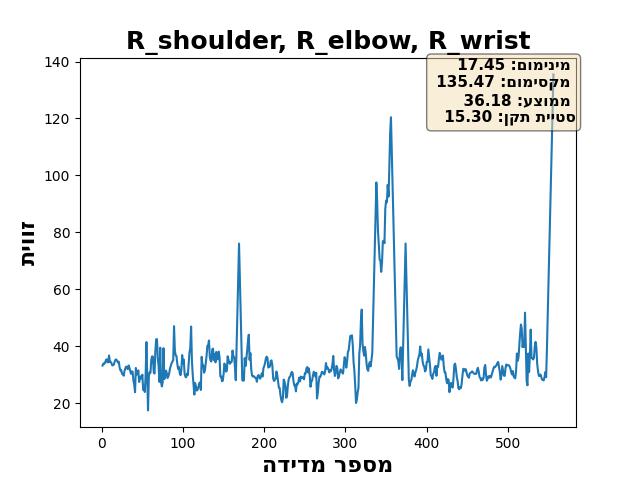 R_shoulder, R_elbow, R_wrist
מינימום: 17.45
מקסימום: 135.47
ממוצע: 36.18
סטיית תקן: 15.30
זווית
140
120
100
80
60
40
20
0 100 200 300 400 500
מספר מדידה